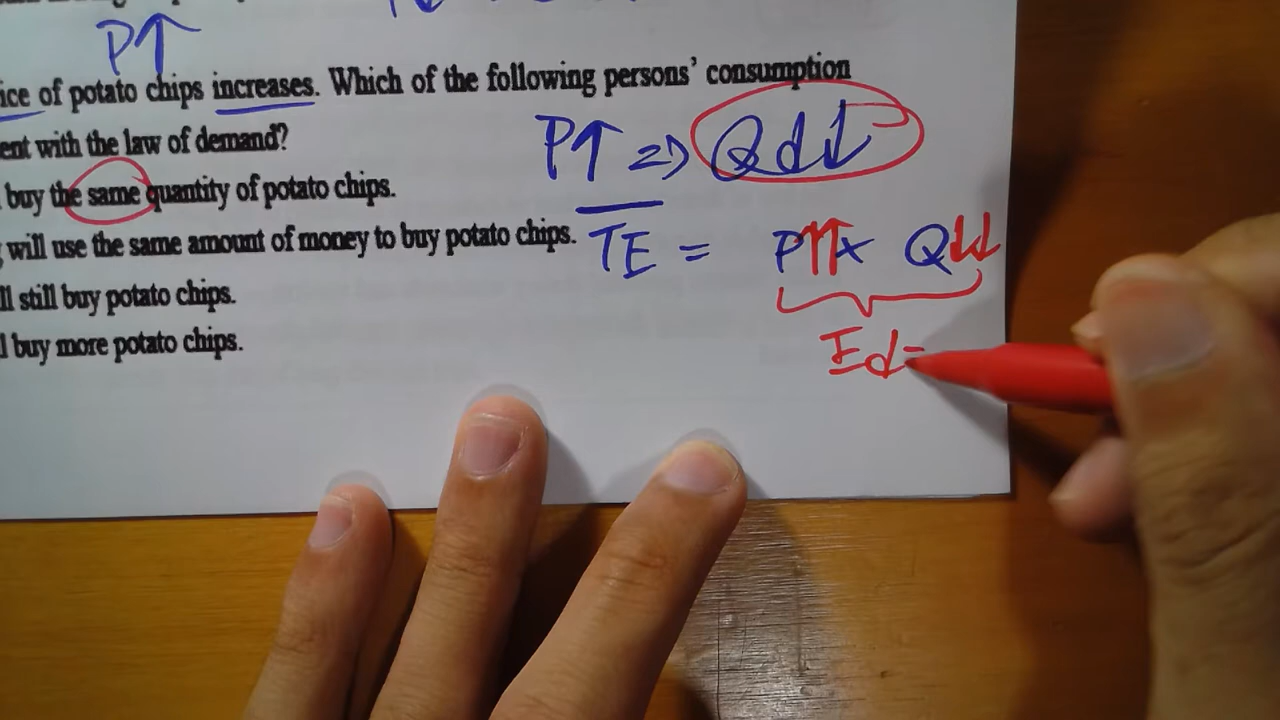 P↑
ice of potato chips increases. Which of the following persons’ consumption
ent with the law of demand?
P↑ => Qd↓
buy the same quantity of potato chips.
will use the same amount of money to buy potato chips.
TE = P↑↑x Q↓↓
ll still buy potato chips.
l buy more potato chips.
Ed=